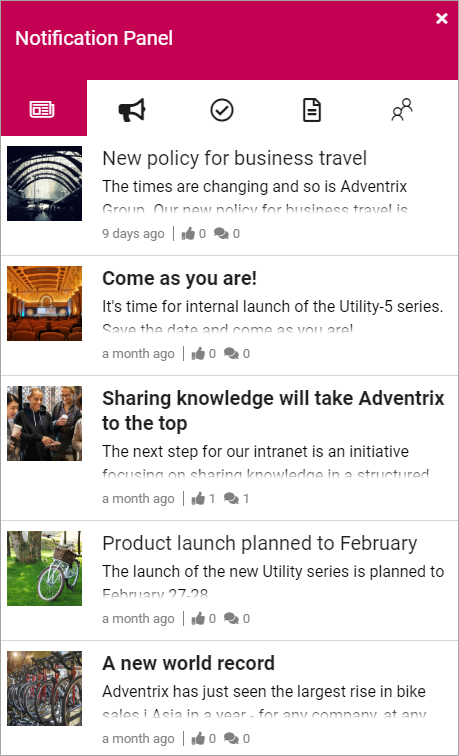 Notification Panel
New policy for business travel
The times are changing and so is Adventrix
Group. Our new policy for business travel is
9 days ago | 0 0
Come as you are!
It's time for internal launch of the Utility-5 series.
Save the date and come as you are!
a month ago | 0 0
Sharing knowledge will take Adventrix
to the top
The next step for our intranet is an initiative
focusing on sharing knowledge in a structured
a month ago | 1 1
Product launch planned to February
The launch of the new Utility series is planned to
February 27-28
a month ago | 0 0
A new world record
Adventrix has just seen the largest rise in bike
sales i Asia in a year - for any company, at any
a month ago | 0 0